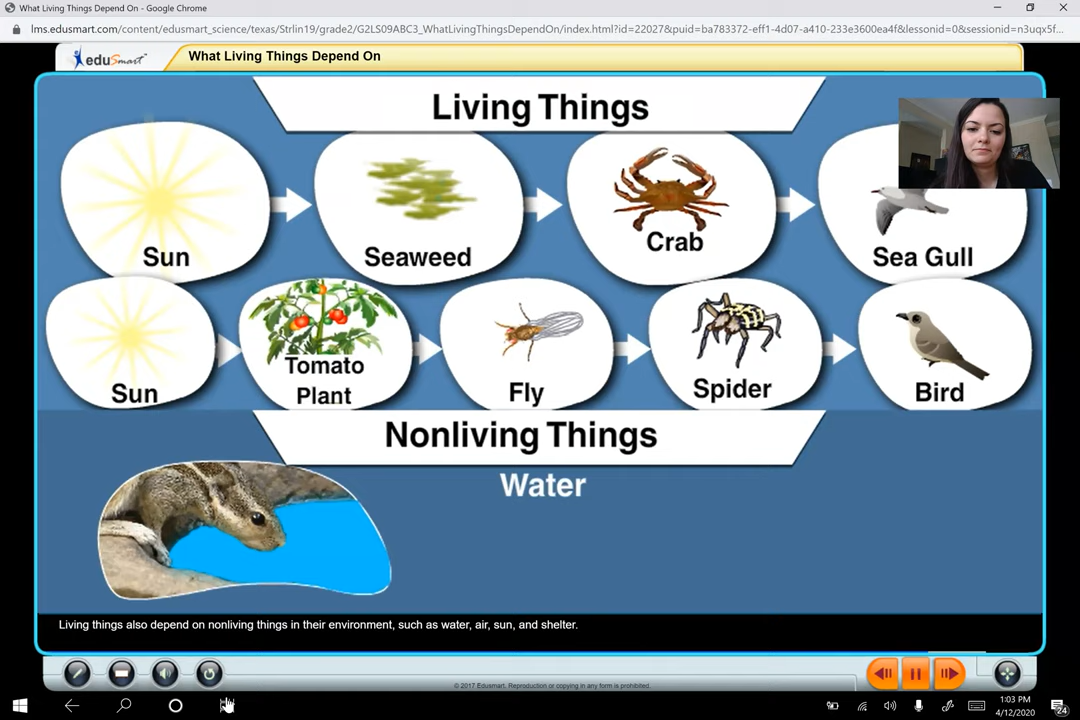 What Living Things Depend On - Google Chrome
lms.edusmart.com/content/edusmart_science/texas/Strlin19/grade2/G2LS09ABC3_WhatLivingThingsDependOn/index.html?id=22027&puid=ba783372-eff1-4d07-a410-233e3600ea4f&lessonid=0&sessionid=n3uqx5f...
eduSmart™
What Living Things Depend On
Living Things
Sun
Seaweed
Crab
Sea Gull
Sun
Tomato
Plant
Fly
Spider
Bird
Nonliving Things
Water
Living things also depend on nonliving things in their environment, such as water, air, sun, and shelter.
© 2017 Edusmart. Reproduction or copying in any form is prohibited.
1:03 PM
4/12/2020
24